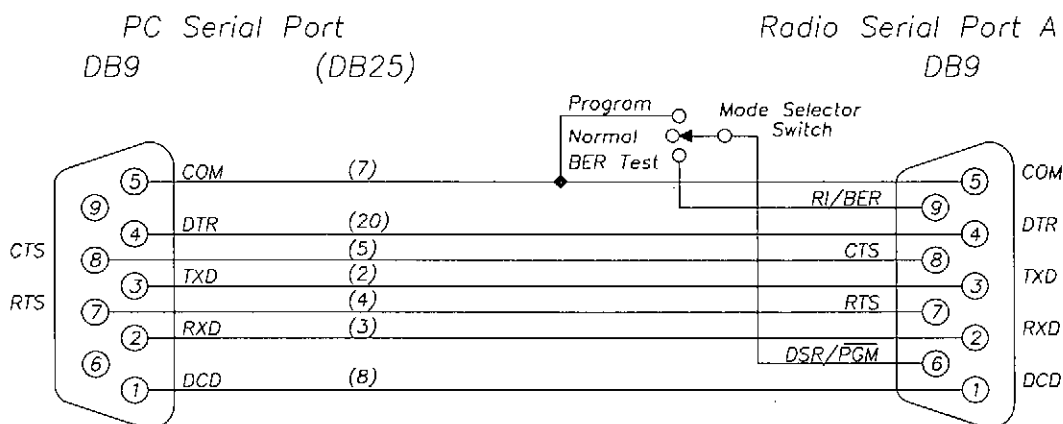 PC Serial Port
Radio Serial Port A
DB9 (DB25)
DB9
Program
Mode Selector
Switch
Normal
BER Test
5 COM (7) 5 COM
9 RI/BER 9
4 DTR (20) 4 DTR
CTS 8 (5) CTS 8
3 TXD (2) 3 TXD
RTS 7 (4) RTS 7
2 RXD (3) 2 RXD
6 DSR/PGM 6
1 DCD (8) 1 DCD